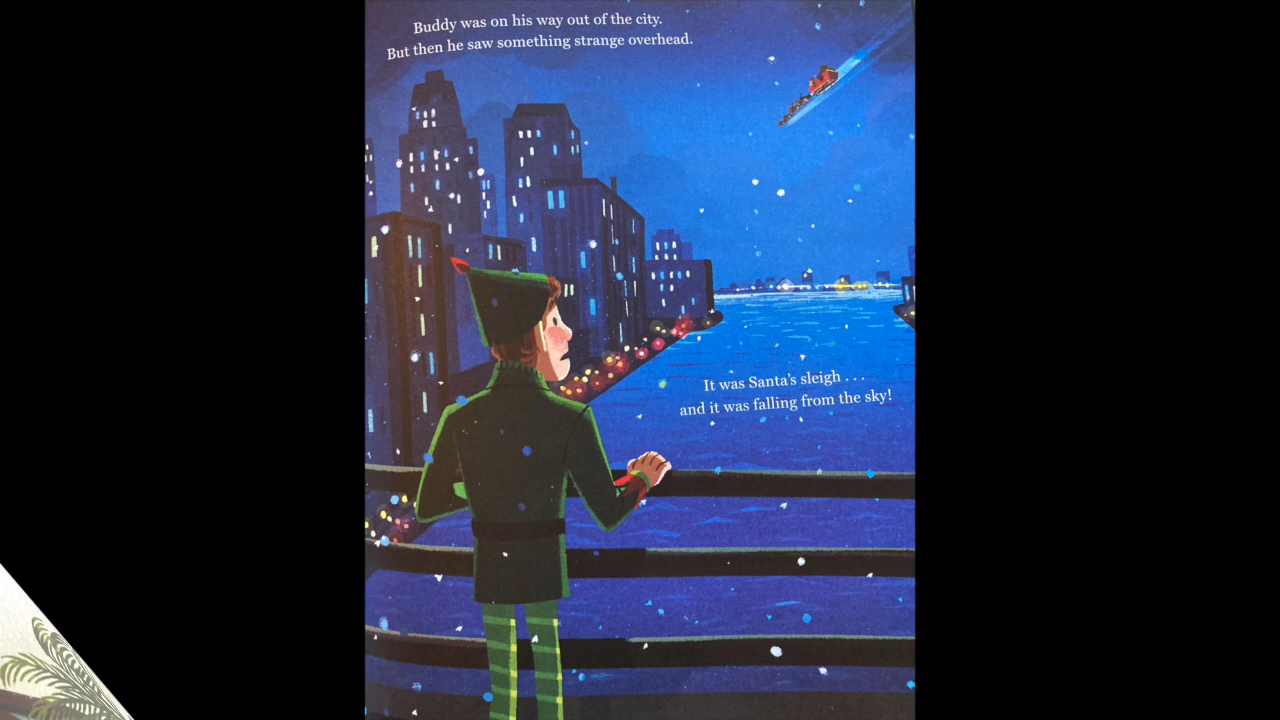 Buddy was on his way out of the city.
But then he saw something strange overhead.
It was Santa's sleigh . . .
and it was falling from the sky!